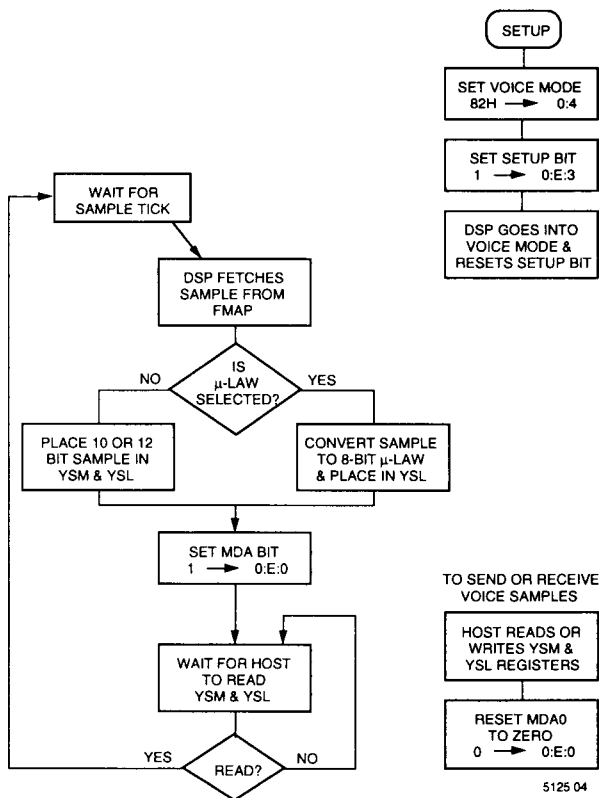 SETUP
SET VOICE MODE
82H → 0:4
SET SETUP BIT
1 → 0:E:3
DSP GOES INTO
VOICE MODE &
RESETS SETUP BIT
WAIT FOR
SAMPLE TICK
DSP FETCHES
SAMPLE FROM
FMAP
IS
μ-LAW
SELECTED?
NO
YES
PLACE 10 OR 12
BIT SAMPLE IN
YSM & YSL
CONVERT SAMPLE
TO 8-BIT μ-LAW
& PLACE IN YSL
SET MDA BIT
1 → 0:E:0
WAIT FOR HOST
TO READ
YSM & YSL
YES
READ?
NO
TO SEND OR RECEIVE
VOICE SAMPLES
HOST READS OR
WRITES YSM &
YSL REGISTERS
RESET MDA0
TO ZERO
0 → 0:E:0
5125 04